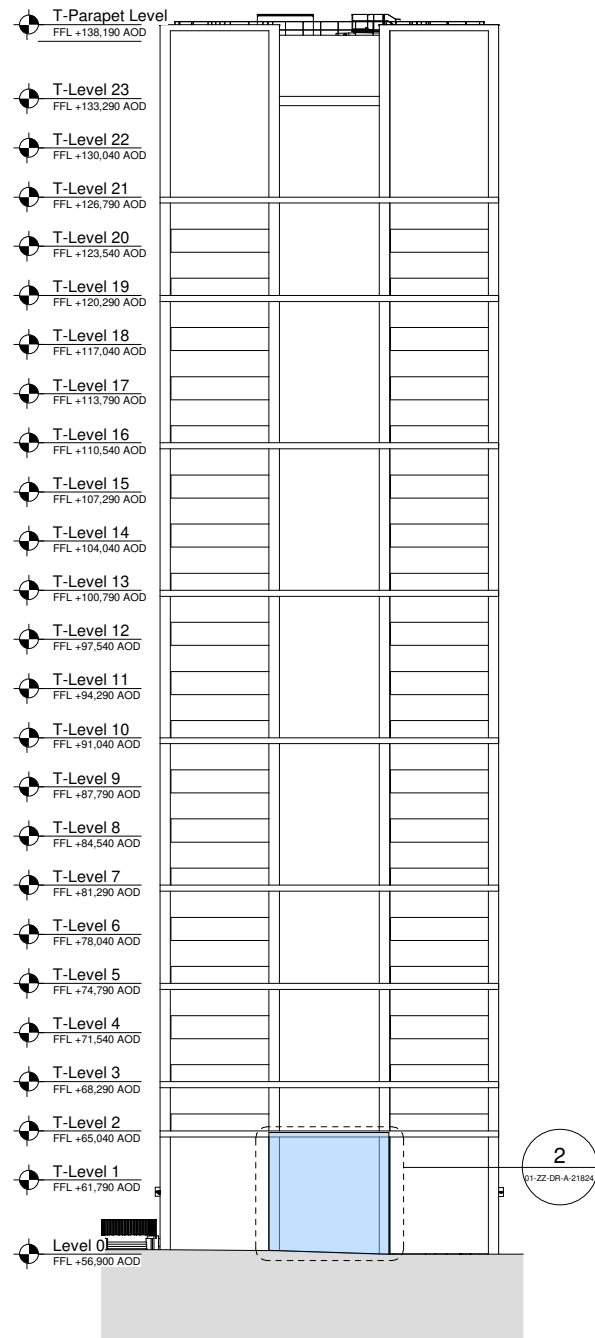 T-Parapet Level
FFL +138,190 AOD
T-Level 23
FFL +133,290 AOD
T-Level 22
FFL +130,040 AOD
T-Level 21
FFL +126,790 AOD
T-Level 20
FFL +123,540 AOD
T-Level 19
FFL +120,290 AOD
T-Level 18
FFL +117,040 AOD
T-Level 17
FFL +113,790 AOD
T-Level 16
FFL +110,540 AOD
T-Level 15
FFL +107,290 AOD
T-Level 14
FFL +104,040 AOD
T-Level 13
FFL +100,790 AOD
T-Level 12
FFL +97,540 AOD
T-Level 11
FFL +94,290 AOD
T-Level 10
FFL +91,040 AOD
T-Level 9
FFL +87,790 AOD
T-Level 8
FFL +84,540 AOD
T-Level 7
FFL +81,290 AOD
T-Level 6
FFL +78,040 AOD
T-Level 5
FFL +74,790 AOD
T-Level 4
FFL +71,540 AOD
T-Level 3
FFL +68,290 AOD
T-Level 2
FFL +65,040 AOD
T-Level 1
FFL +61,790 AOD
2
01-ZZ-DR-A-21824
Level 0
FFL +56,900 AOD